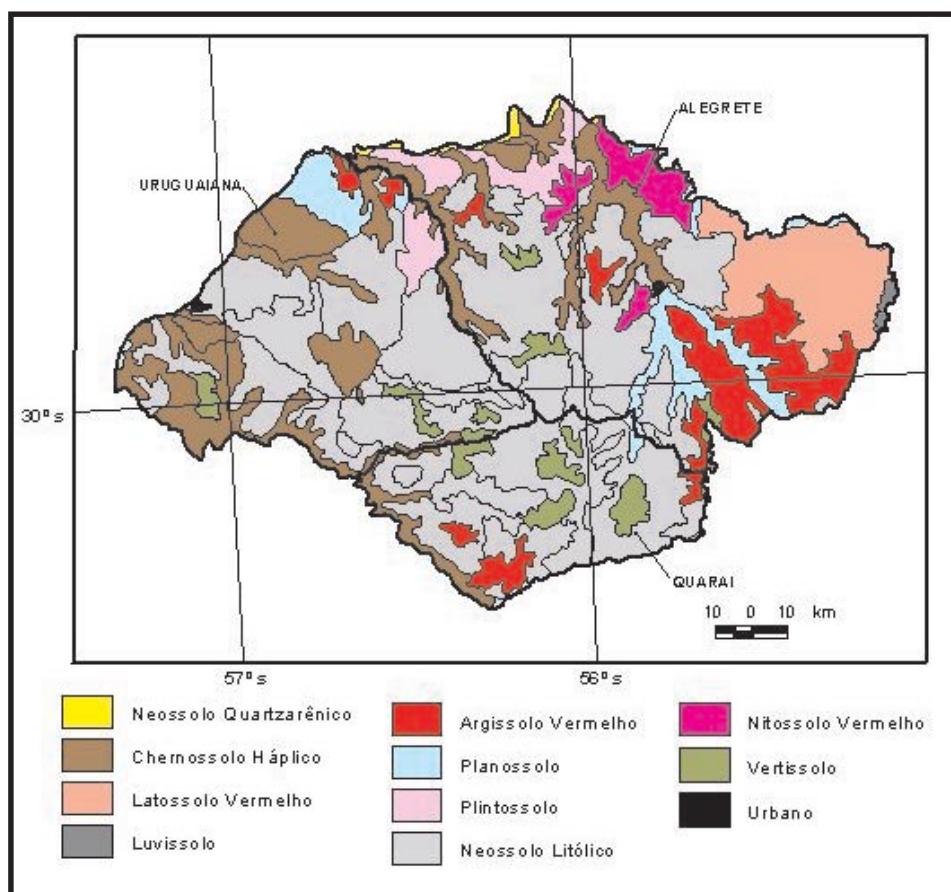 ALEGRETE
URUGUAIANA
30º s
QUARAI
10 0 10 km
57º s
56º s
Neossolo Quartzarênico
Chernossolo Háplico
Latossolo Vermelho
Luvissolo
Argissolo Vermelho
Planossolo
Plintossolo
Neossolo Litólico
Nitossolo Vermelho
Vertissolo
Urbano